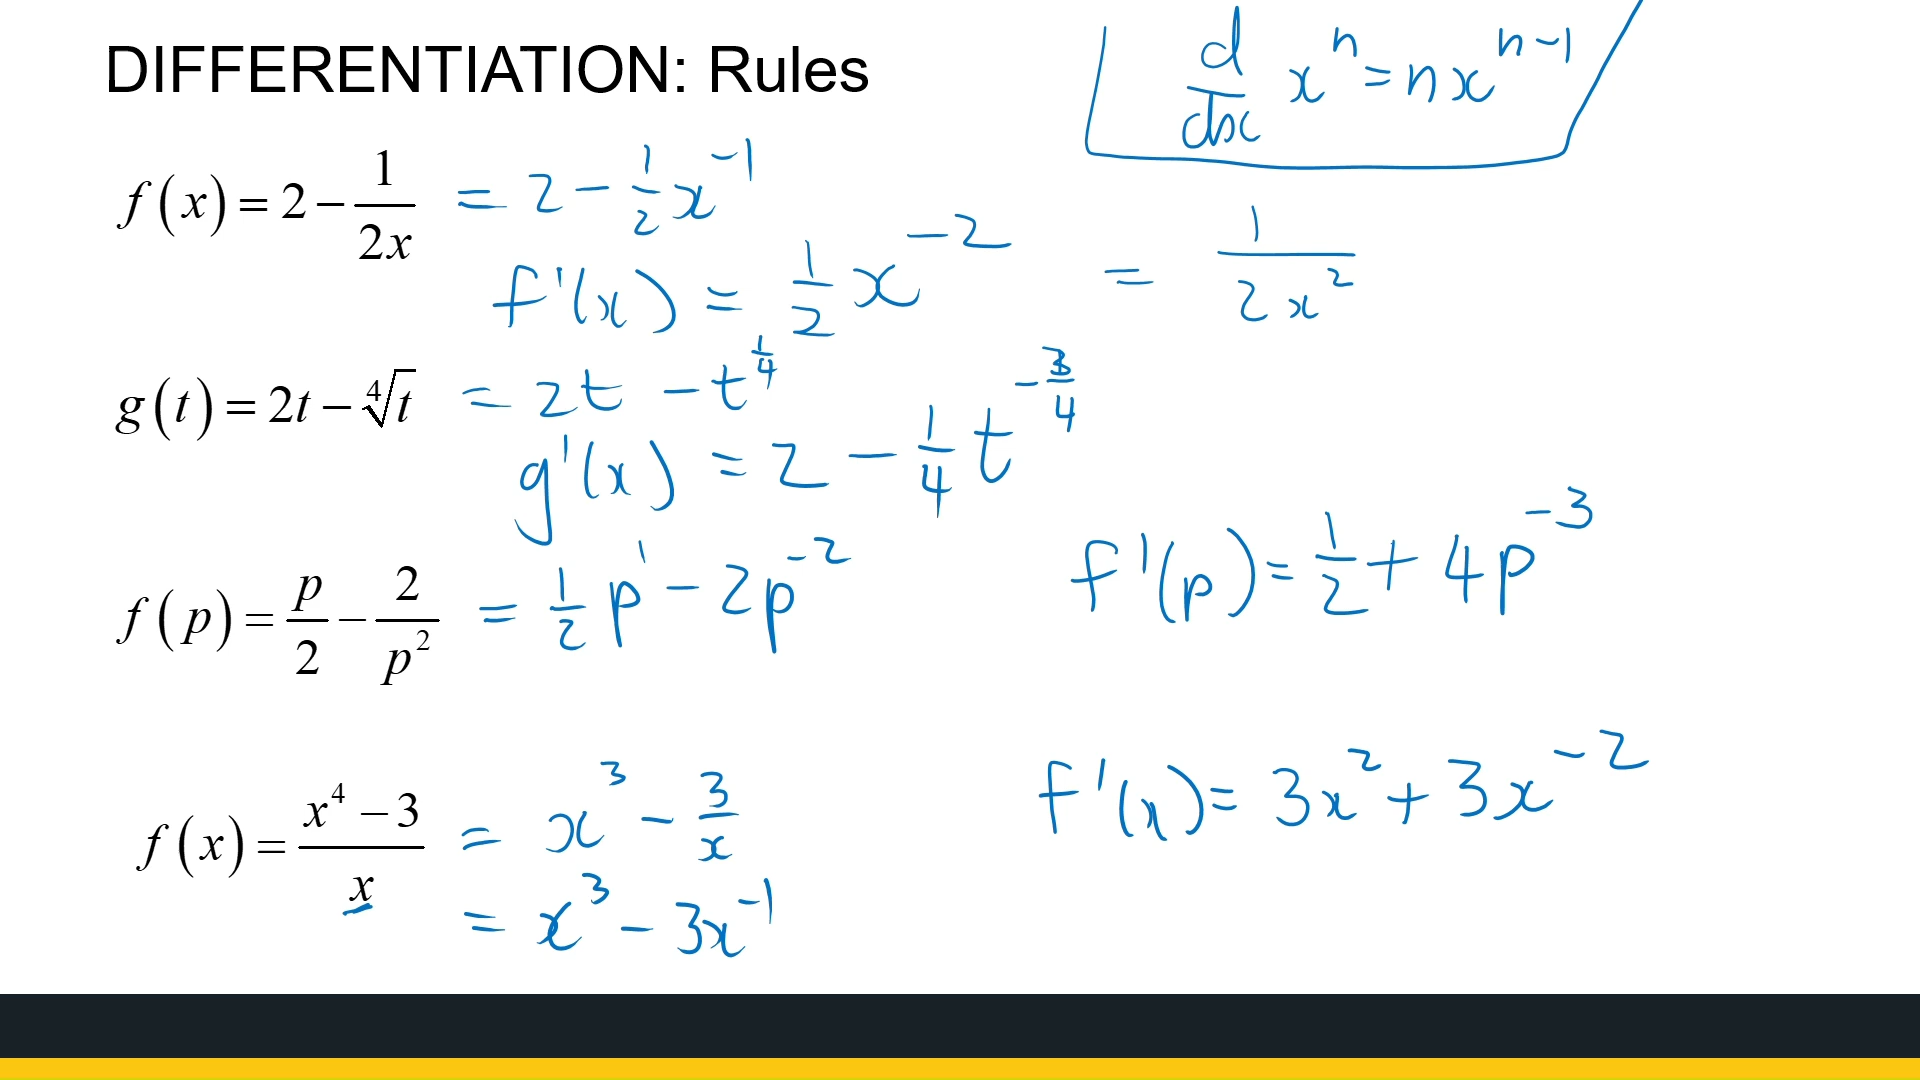 DIFFERENTIATION: Rules
d/dx x^n = nx^(n-1)
f(x) = 2 - 1/(2x) = 2 - 1/2 x^(-1)
f'(x) = 1/2 x^(-2) = 1/(2x^2)
g(t) = 2t - ∜t = 2t - t^(1/4)
g'(x) = 2 - 1/4 t^(-3/4)
f(p) = p/2 - 2/p^2 = 1/2 p^1 - 2p^(-2)
f'(p) = 1/2 + 4p^(-3)
f(x) = (x^4 - 3)/x = x^3 - 3/x
= x^3 - 3x^(-1)
f'(x) = 3x^2 + 3x^(-2)